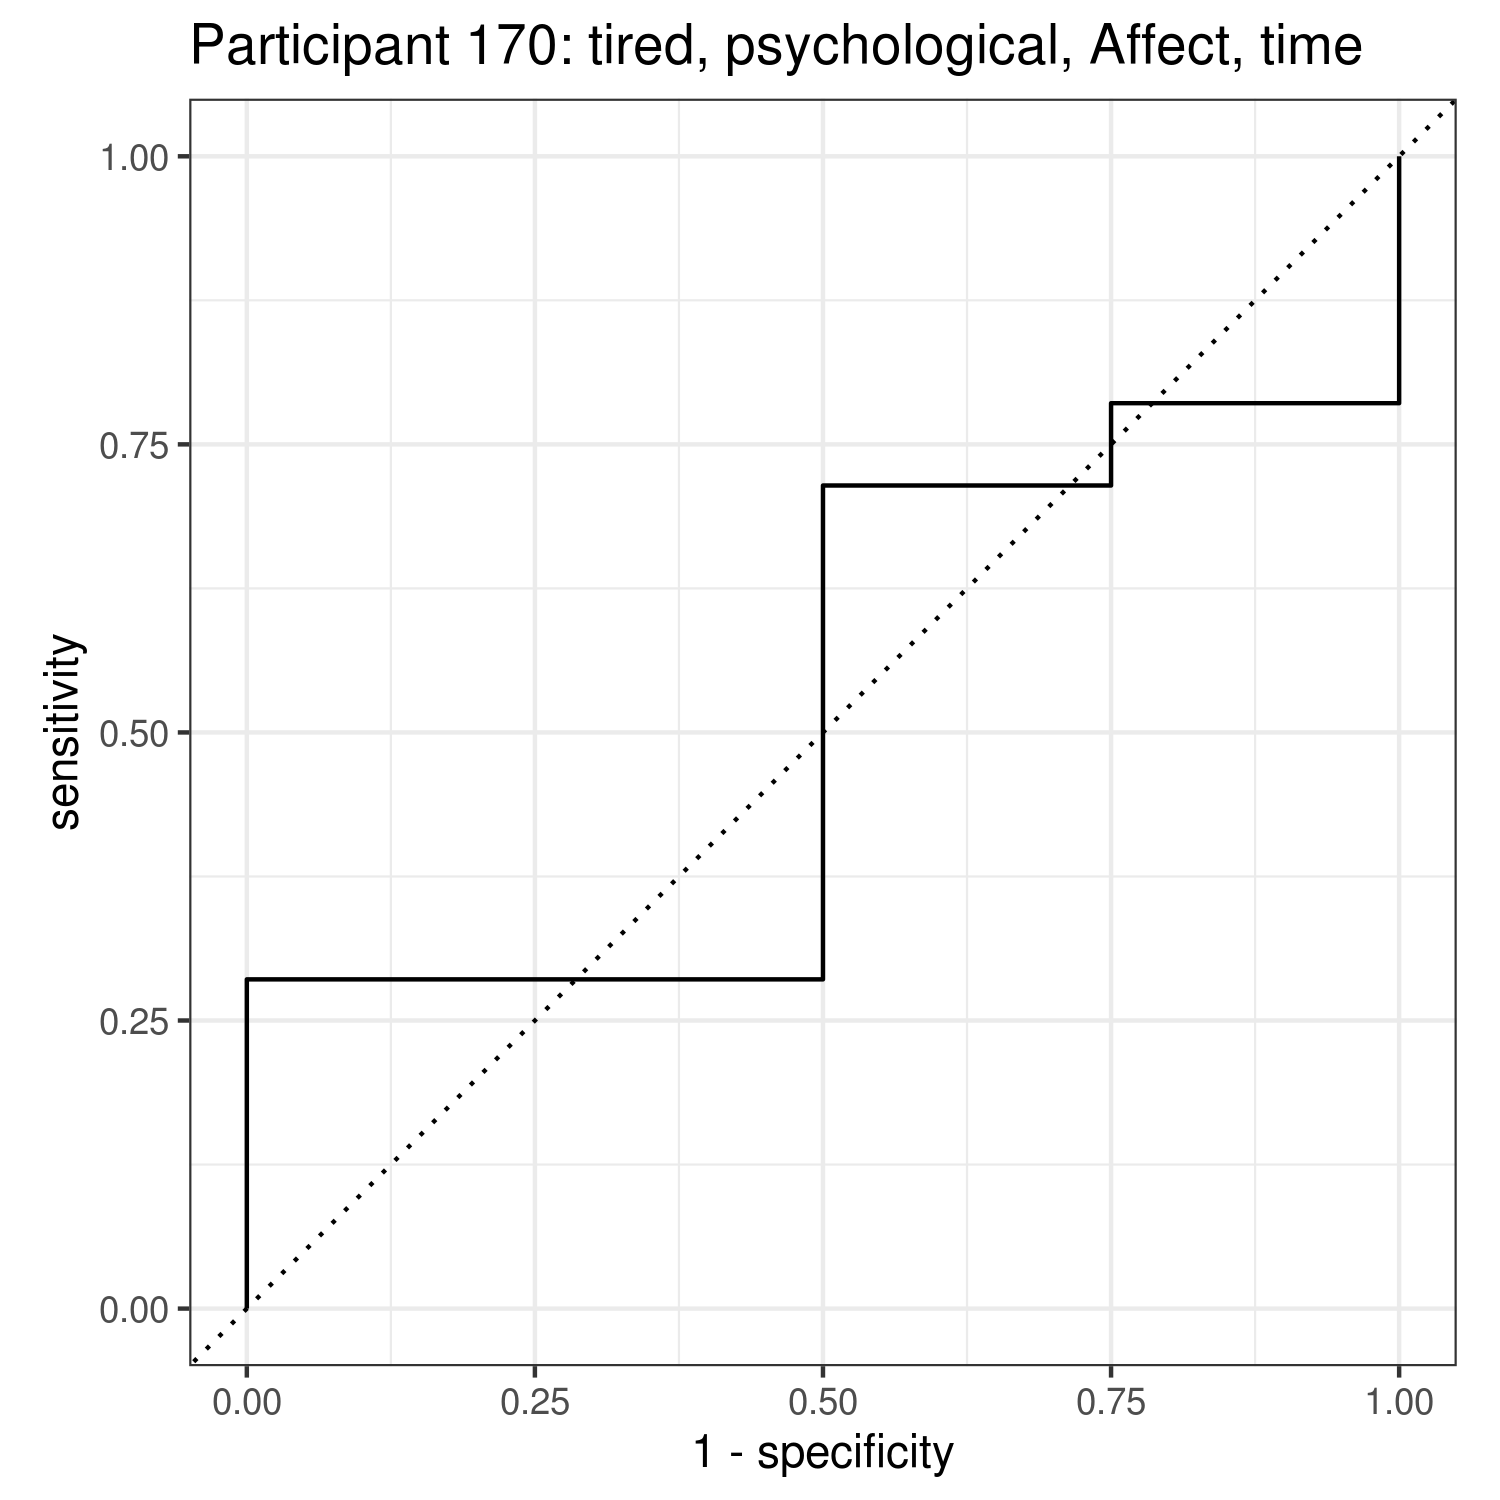 Participant 170: tired, psychological, Affect, time
1.00
0.75
0.50
0.25
0.00
sensitivity
0.00 0.25 0.50 0.75 1.00
1 - specificity